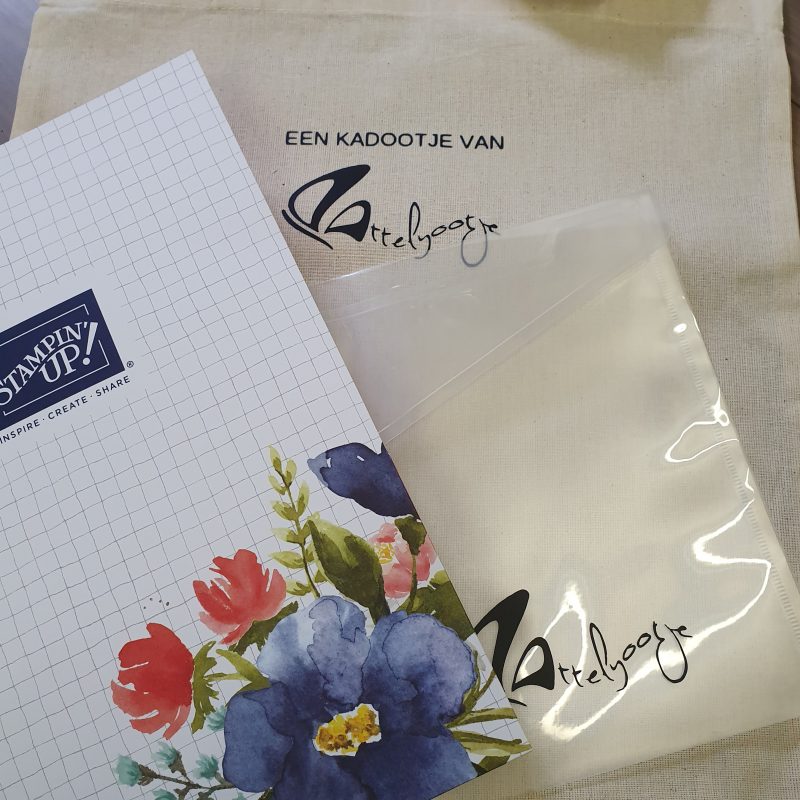 EEN KADOOTJE VAN
STAMPIN'
UP!®
INSPIRE · CREATE · SHARE